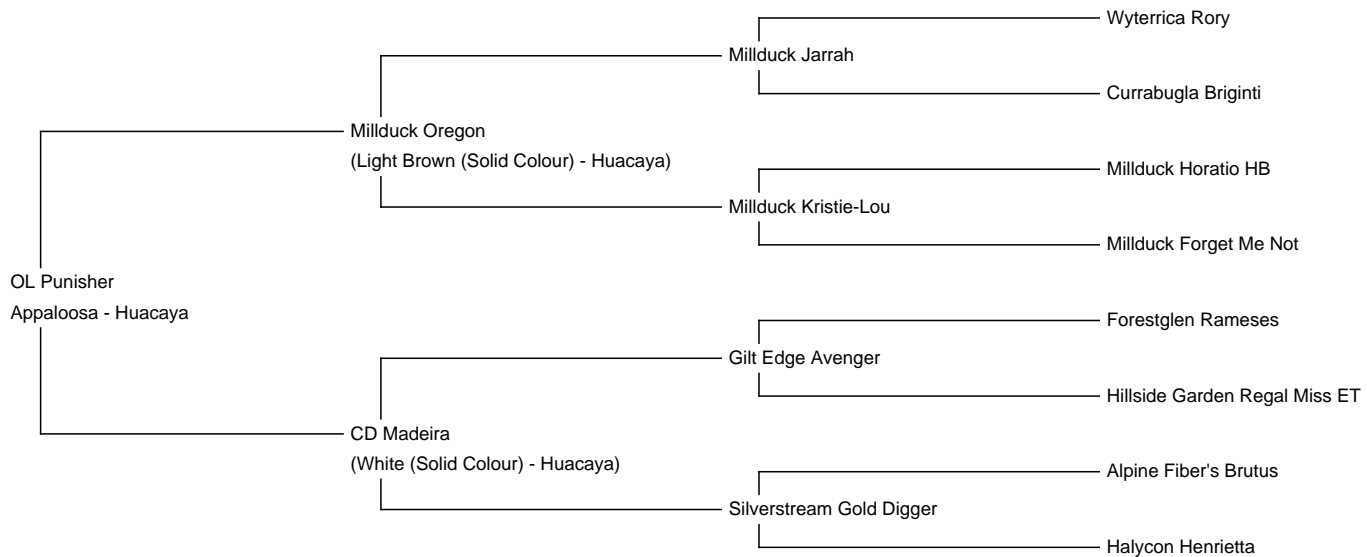 Wyterrica Rory
Millduck Jarrah
Currabugla Briginti
Millduck Oregon
(Light Brown (Solid Colour) - Huacaya)
Millduck Horatio HB
Millduck Kristie-Lou
Millduck Forget Me Not
OL Punisher
Appaloosa - Huacaya
Forestglen Rameses
Gilt Edge Avenger
Hillside Garden Regal Miss ET
CD Madeira
(White (Solid Colour) - Huacaya)
Alpine Fiber's Brutus
Silverstream Gold Digger
Halycon Henrietta